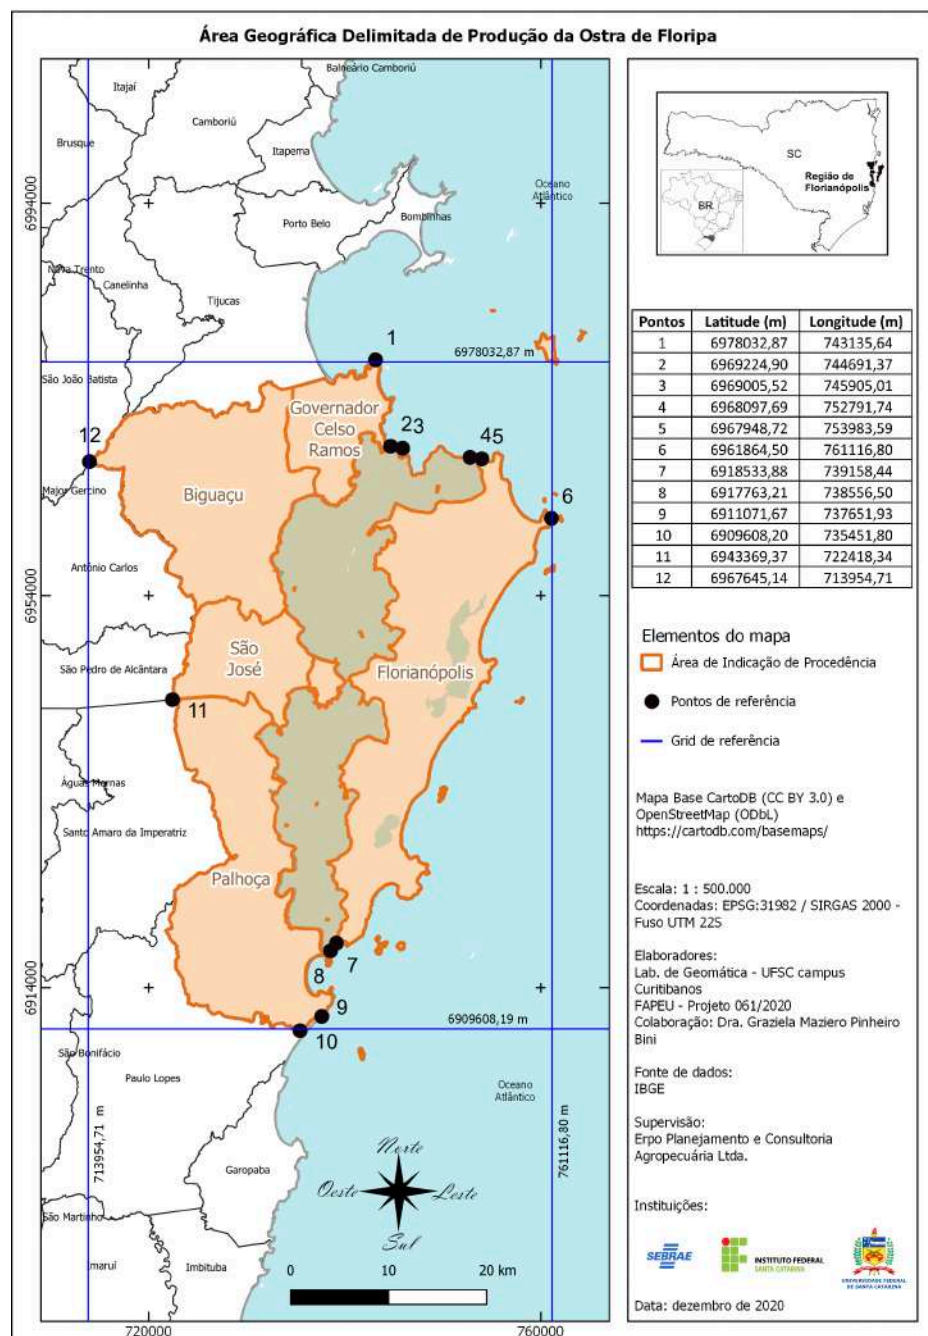 Área Geográfica Delimitada de Produção da Ostra de Floripa
Balneário Camboriú
Itajaí
Camboriú
Brusque
Itapema
Oceano
Atlântico
Porto Belo
Bombinhas
Nova Trento
Canelinha
Tijucas
6994000
1
6978032,87 m
São João Batista
Governador
Celso
Ramos
12
23
45
Major Gercino
Biguaçu
6
Antônio Carlos
6954000
São Pedro de Alcântara
São
José
Florianópolis
11
Águas Mornas
Santo Amaro da Imperatriz
Palhoça
7
8
6914000
9
6909608,19 m
10
São Bonifácio
Paulo Lopes
Oceano
Atlântico
713954,71 m
761116,80 m
Garopaba
Norte
Oeste
Leste
Sul
São Martinho
Imaruí
Imbituba
0 10 20 km
720000
760000
SC
Região de
Florianópolis
BR
Pontos Latitude (m) Longitude (m)
1 6978032,87 743135,64
2 6969224,90 744691,37
3 6969005,52 745905,01
4 6968097,69 752791,74
5 6967948,72 753983,59
6 6961864,50 761116,80
7 6918533,88 739158,44
8 6917763,21 738556,50
9 6911071,67 737651,93
10 6909608,20 735451,80
11 6943369,37 722418,34
12 6967645,14 713954,71
Elementos do mapa
Área de Indicação de Procedência
Pontos de referência
Grid de referência
Mapa Base CartoDB (CC BY 3.0) e
OpenStreetMap (ODbL)
https://cartodb.com/basemaps/
Escala: 1 : 500.000
Coordenadas: EPSG:31982 / SIRGAS 2000 -
Fuso UTM 22S
Elaboradores:
Lab. de Geomática - UFSC campus
Curitibanos
FAPEU - Projeto 061/2020
Colaboração: Dra. Graziela Maziero Pinheiro
Bini
Fonte de dados:
IBGE
Supervisão:
Erpo Planejamento e Consultoria
Agropecuária Ltda.
Instituições:
SEBRAE
INSTITUTO FEDERAL
SANTA CATARINA
UNIVERSIDADE FEDERAL
DE SANTA CATARINA
Data: dezembro de 2020